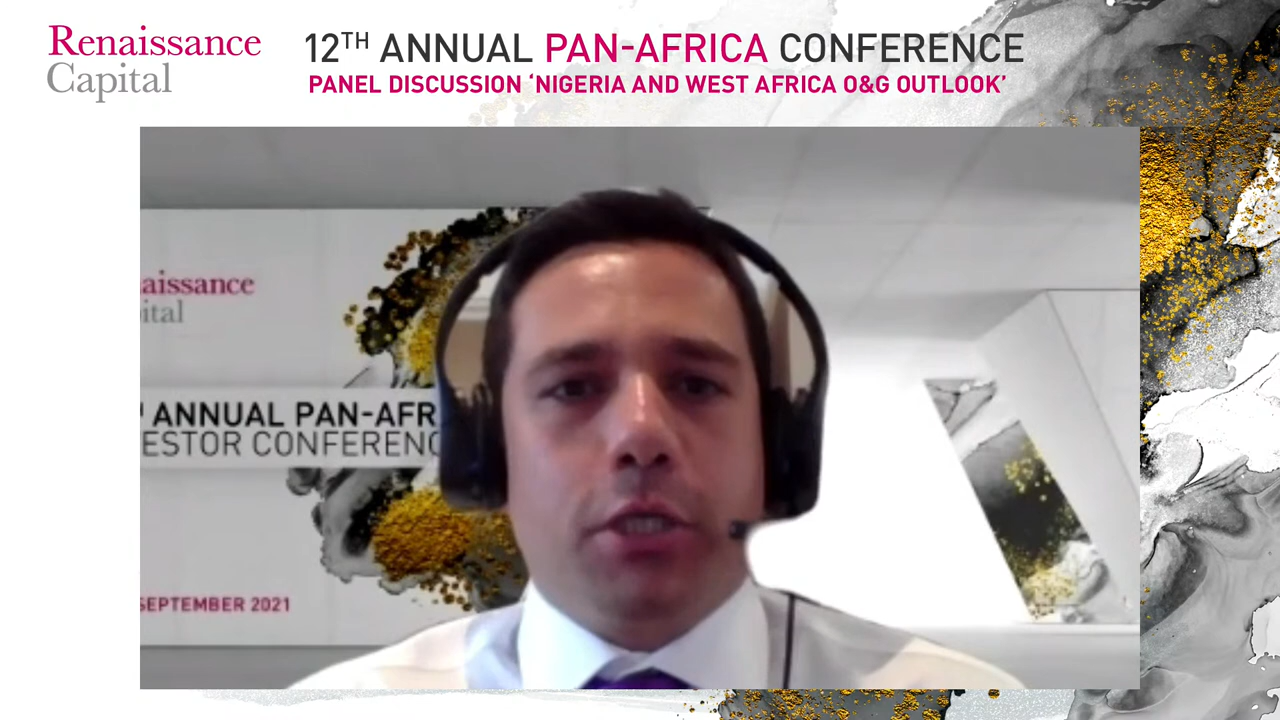 Renaissance
Capital
12TH ANNUAL PAN-AFRICA CONFERENCE
PANEL DISCUSSION ‘NIGERIA AND WEST AFRICA O&G OUTLOOK’
aissance
ital
ANNUAL PAN-AFR
ESTOR CONFERENC
SEPTEMBER 2021